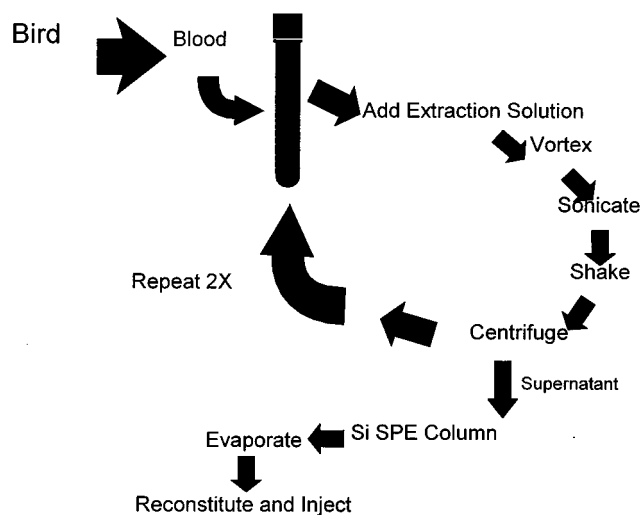 Bird
Blood
Add Extraction Solution
Vortex
Sonicate
Shake
Centrifuge
Repeat 2X
Supernatant
Si SPE Column
Evaporate
Reconstitute and Inject